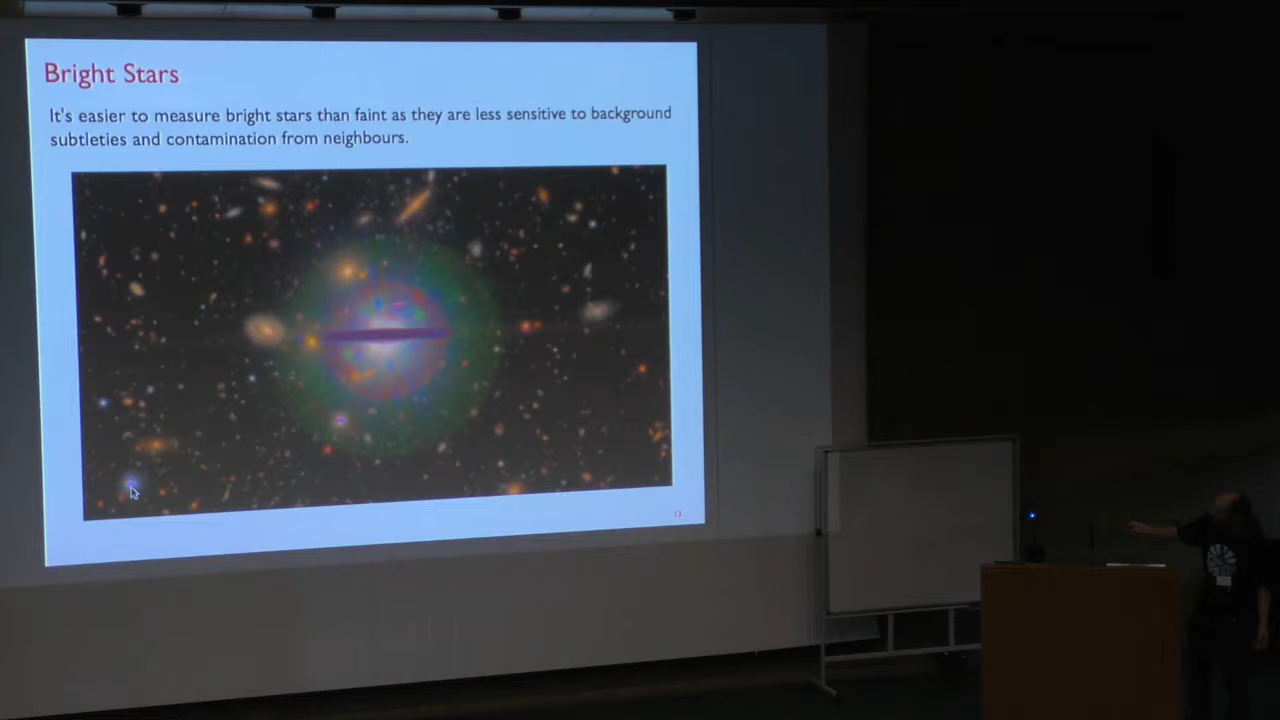 Bright Stars
It's easier to measure bright stars than faint as they are less sensitive to background
subtleties and contamination from neighbours.
13